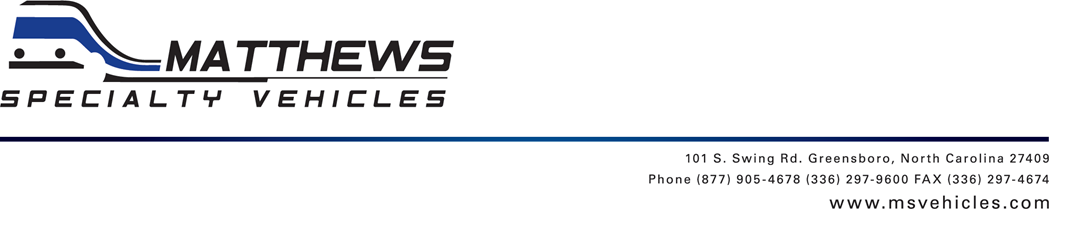 MATTHEWS
SPECIALTY VEHICLES
101 S. Swing Rd. Greensboro, North Carolina 27409
Phone (877) 905-4678 (336) 297-9600 FAX (336) 297-4674
www.msvehicles.com